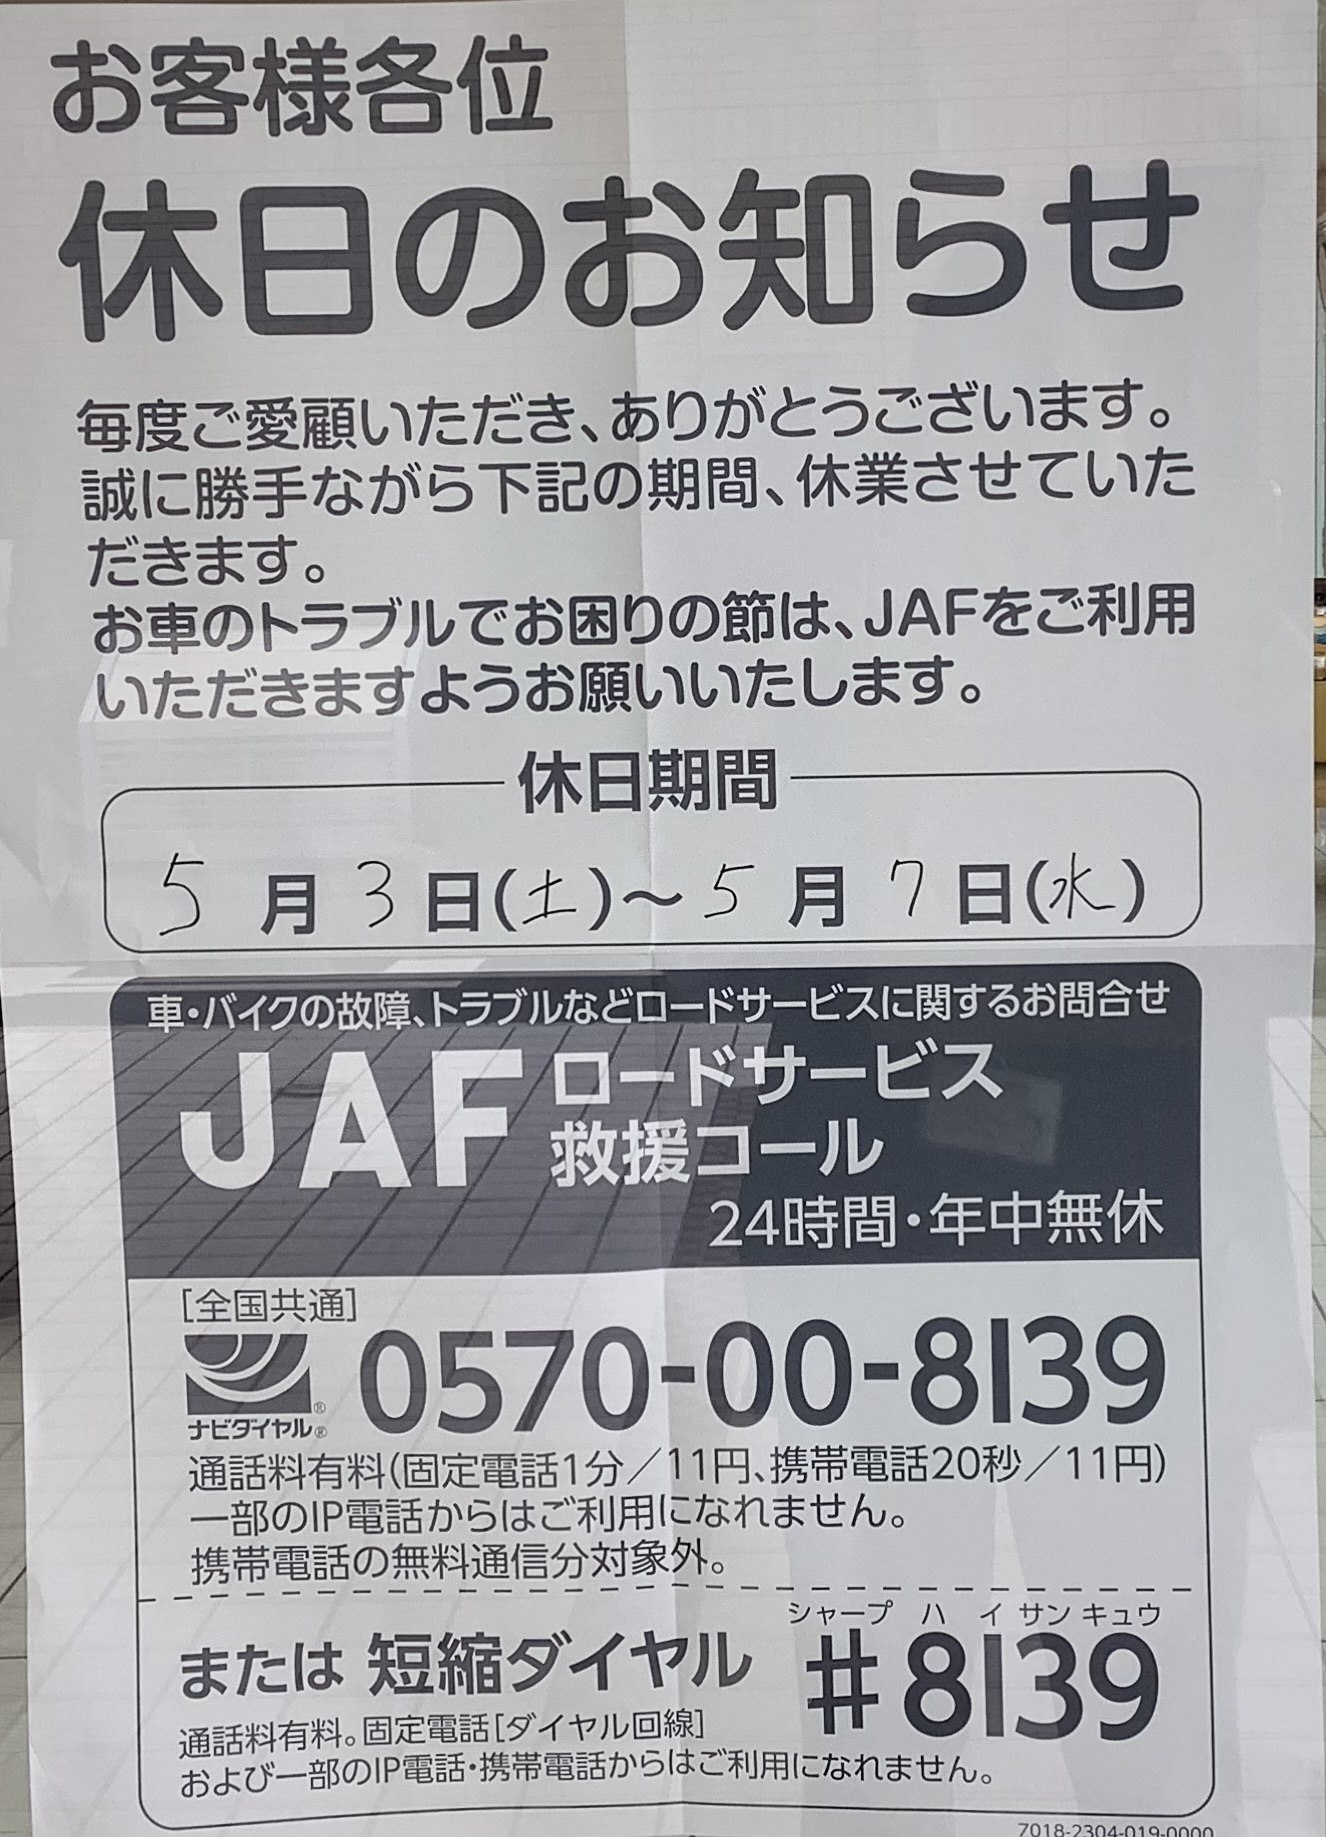 お客様各位
休日のお知らせ
毎度ご愛顧いただき、ありがとうございます。
誠に勝手ながら下記の期間、休業させていた
だきます。
お車のトラブルでお困りの節は、JAFをご利用
いただきますようお願いいたします。
休日期間
5月3日(土)～5月7日(水)
車・バイクの故障、トラブルなどロードサービスに関するお問合せ
JAF ロードサービス
救援コール
24時間・年中無休
[全国共通]
ナビダイヤル® 0570-00-8139
通話料有料(固定電話1分／11円、携帯電話20秒／11円)
一部のIP電話からはご利用になれません。
携帯電話の無料通信分対象外。
シャープ ハ イ サン キュウ
または 短縮ダイヤル #8139
通話料有料。固定電話[ダイヤル回線]
および一部のIP電話・携帯電話からはご利用になれません。
7018-2304-019-0000